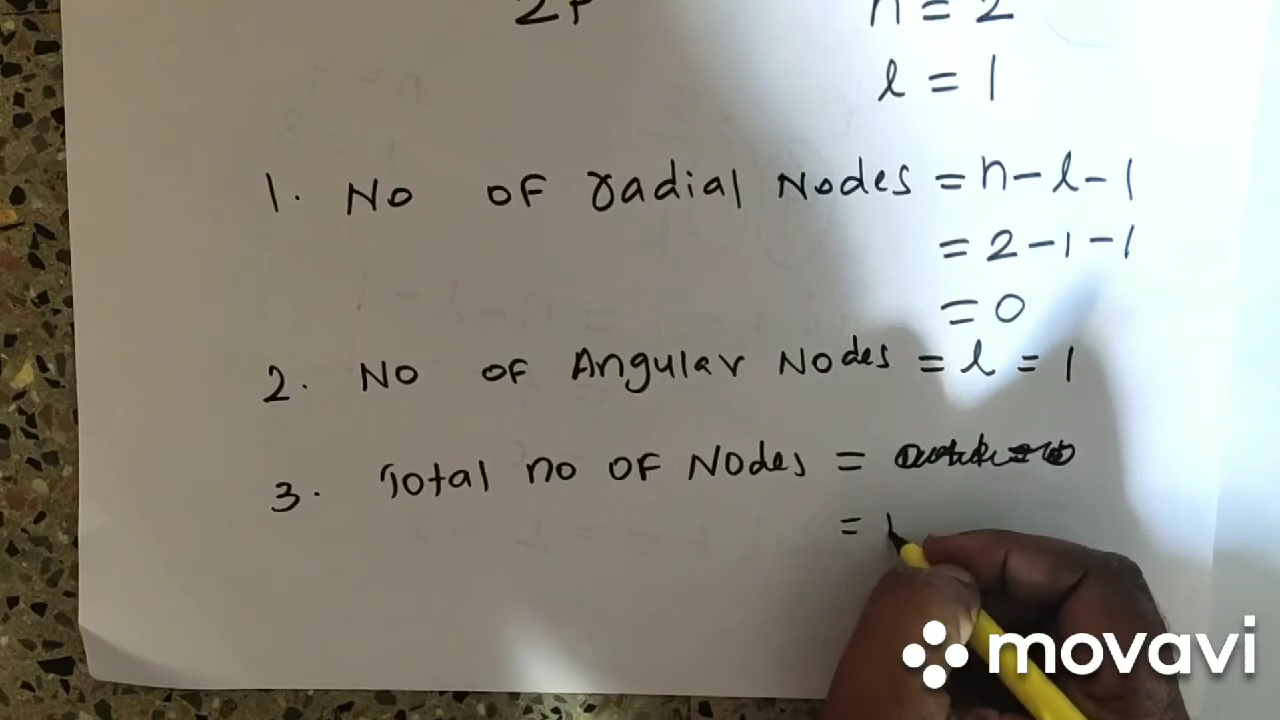 2P n = 2
l = 1
1. No of radial Nodes = n - l - 1
= 2 - 1 - 1
= 0
2. No of Angular Nodes = l = 1
3. Total no of Nodes =
=
movavi